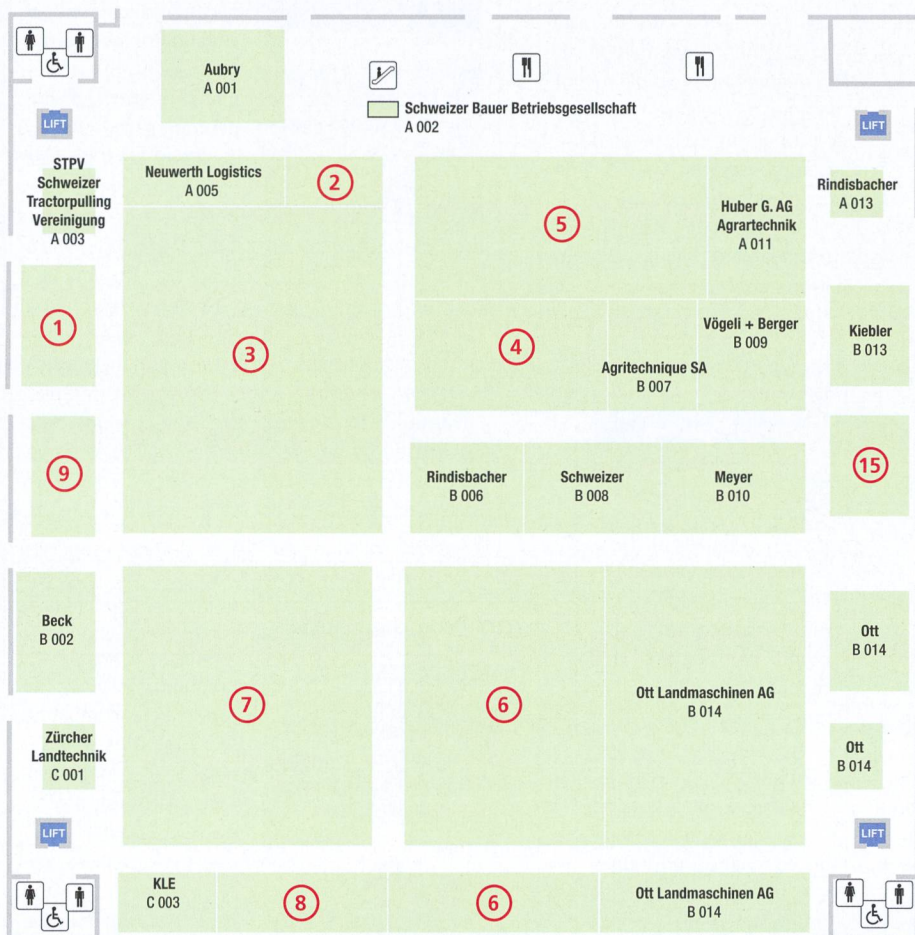 Aubry
A 001
Schweizer Bauer Betriebsgesellschaft
A 002
LIFT
LIFT
STPV
Schweizer
Tractorpulling
Vereinigung
A 003
Neuwerth Logistics
A 005
2
5
Huber G. AG
Agrartechnik
A 011
Rindisbacher
A 013
1
3
4
Agritechnique SA
B 007
Vögeli + Berger
B 009
Kiebler
B 013
9
Rindisbacher
B 006
Schweizer
B 008
Meyer
B 010
15
Beck
B 002
7
6
Ott Landmaschinen AG
B 014
Ott
B 014
Zürcher
Landtechnik
C 001
Ott
B 014
LIFT
LIFT
KLE
C 003
8
6
Ott Landmaschinen AG
B 014